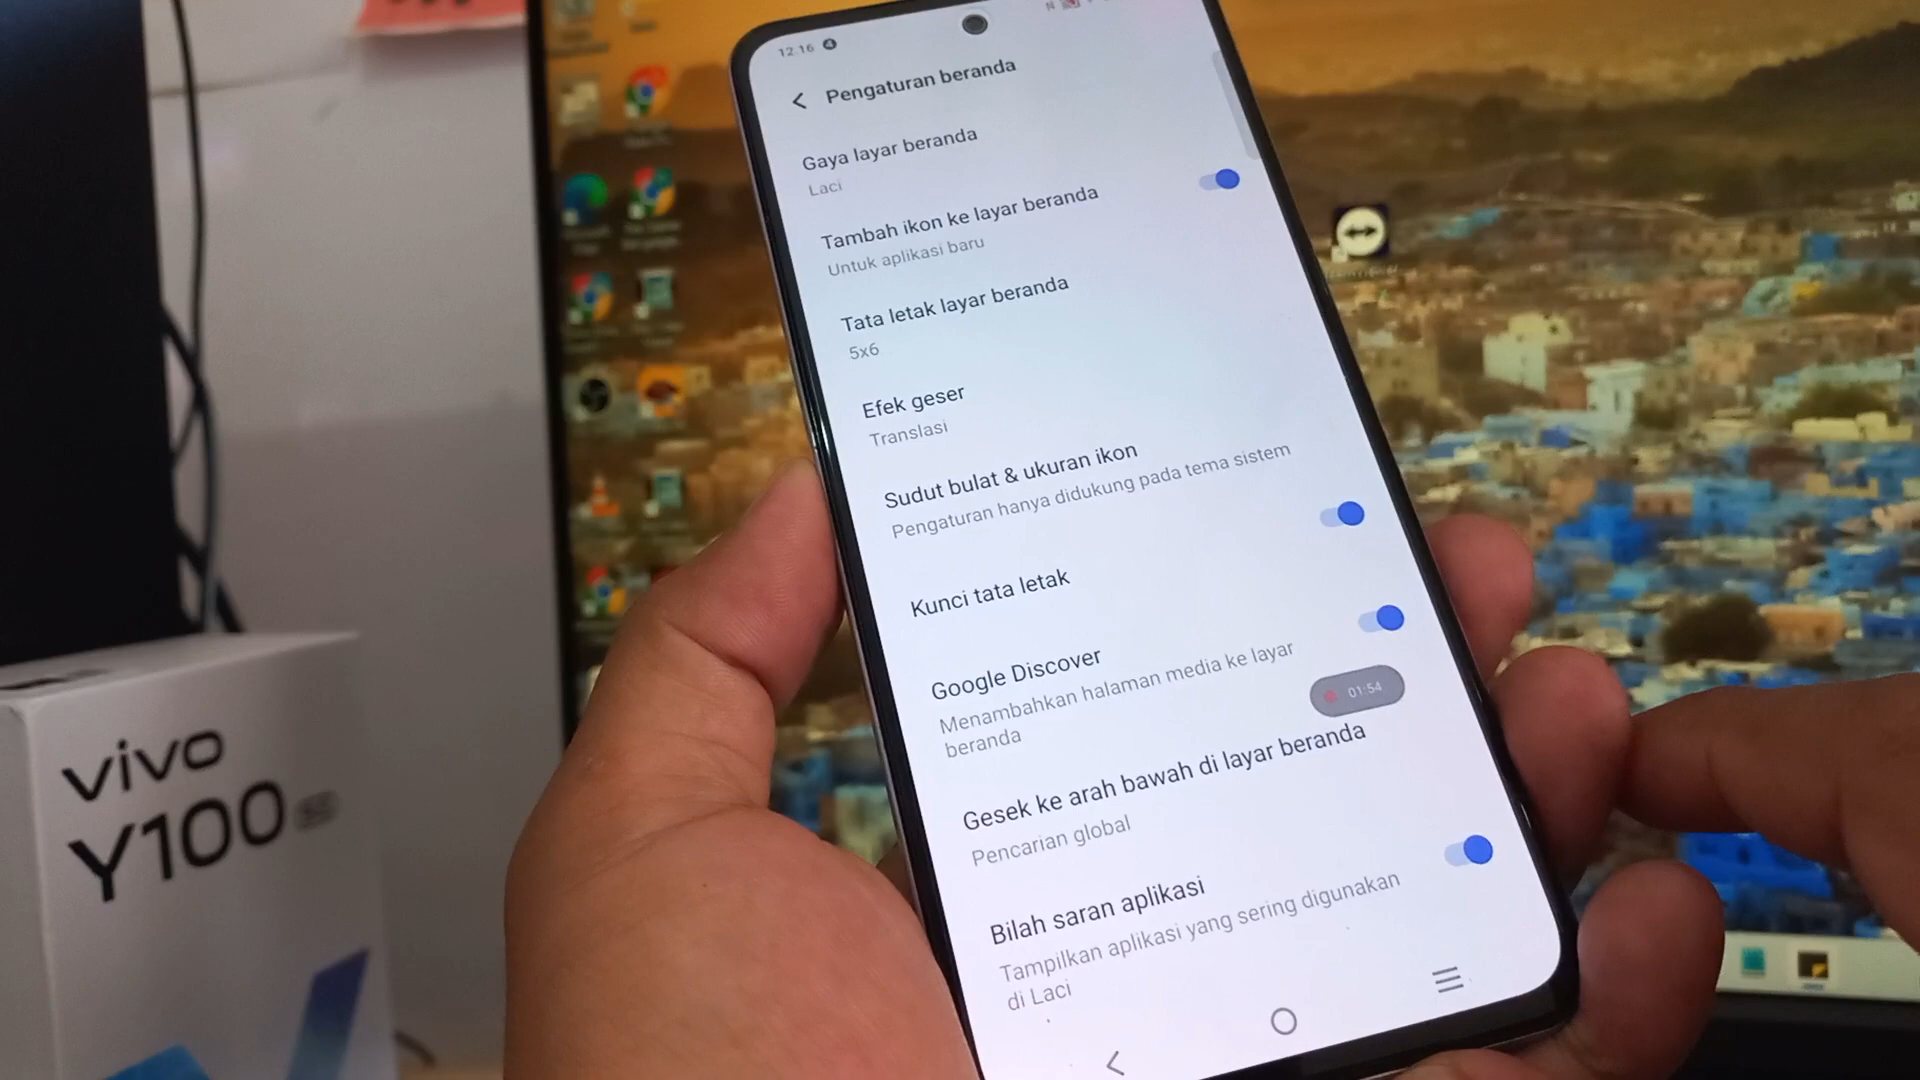 12.16
Pengaturan beranda
Gaya layar beranda
Laci
Tambah ikon ke layar beranda
Untuk aplikasi baru
Tata letak layar beranda
5x6
Efek geser
Translasi
Sudut bulat & ukuran ikon
Pengaturan hanya didukung pada tema sistem
Kunci tata letak
Google Discover
Menambahkan halaman media ke layar
beranda
01:54
Gesek ke arah bawah di layar beranda
Pencarian global
Bilah saran aplikasi
Tampilkan aplikasi yang sering digunakan
di Laci
vivo
Y100